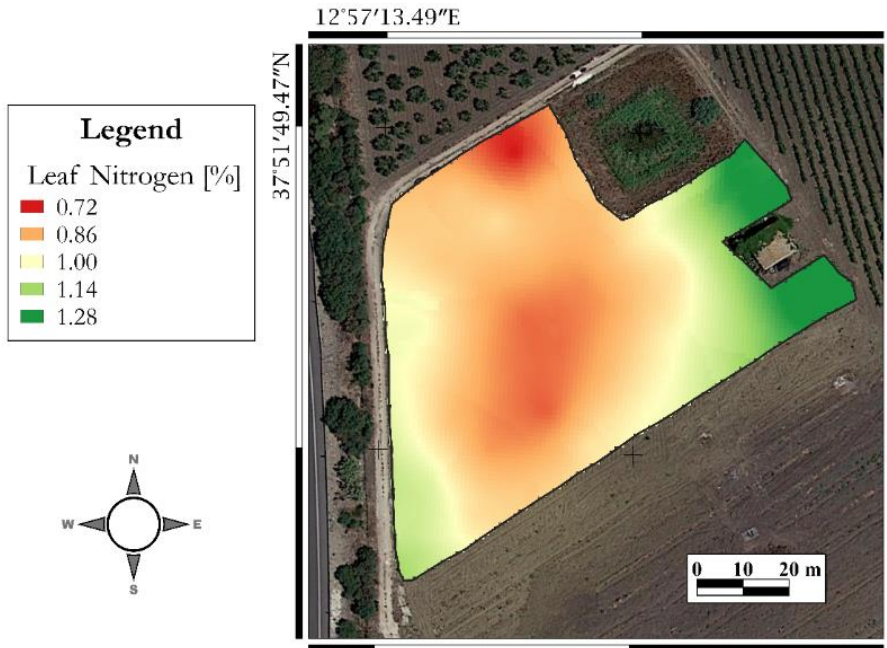 12°57′13.49″E
37°51′49.47″N
Legend
Leaf Nitrogen [%]
0.72
0.86
1.00
1.14
1.28
N
W
E
S
0 10 20 m